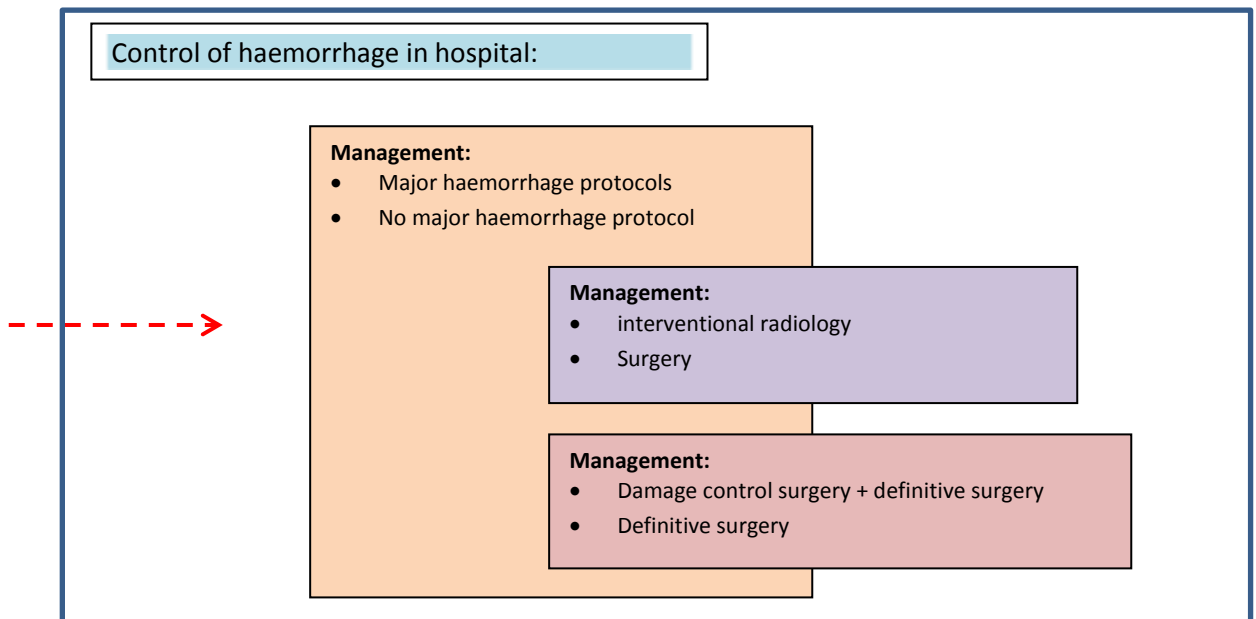 Control of haemorrhage in hospital:
Management:
• Major haemorrhage protocols
• No major haemorrhage protocol
Management:
• interventional radiology
• Surgery
Management:
• Damage control surgery + definitive surgery
• Definitive surgery